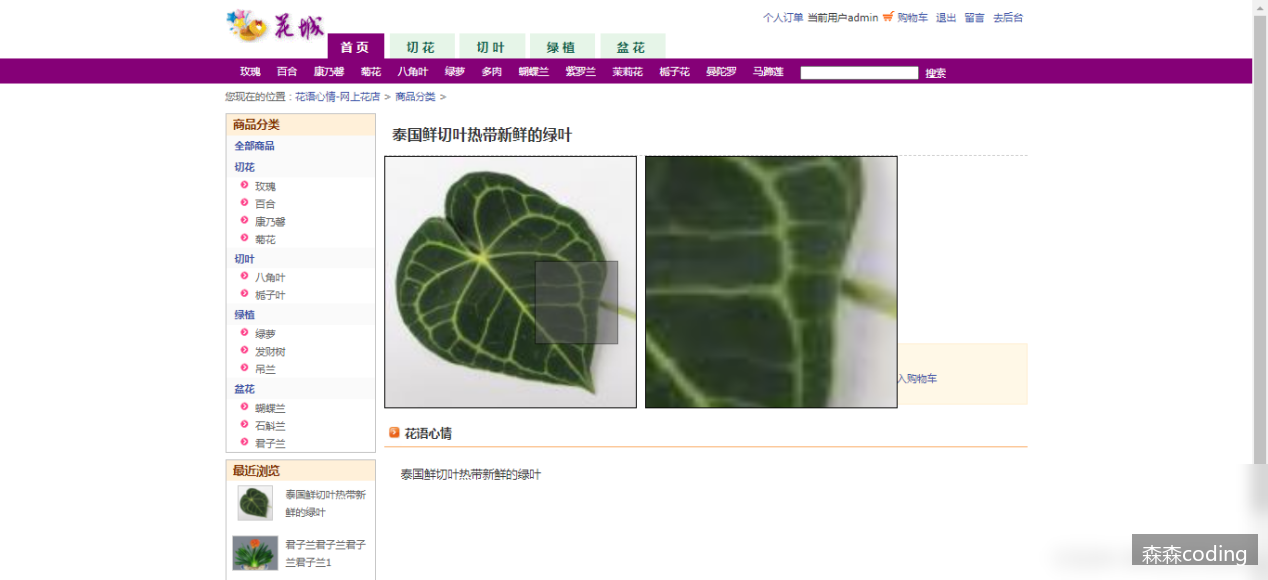 花城
个人订单 当前用户admin 购物车 退出 留言 去后台
首页 切花 切叶 绿植 盆花
玫瑰 百合 康乃馨 菊花 八角叶 绿萝 多肉 蝴蝶兰 紫罗兰 茉莉花 栀子花 曼陀罗 马蹄莲 搜索
您现在的位置：花语心情-网上花店 > 商品分类 >
商品分类
全部商品
切花
玫瑰
百合
康乃馨
菊花
切叶
八角叶
栀子叶
绿植
绿萝
发财树
吊兰
盆花
蝴蝶兰
石斛兰
君子兰
最近浏览
泰国鲜切叶热带新
鲜的绿叶
君子兰君子兰君子
兰君子兰1
泰国鲜切叶热带新鲜的绿叶
入购物车
花语心情
泰国鲜切叶热带新鲜的绿叶
森森coding